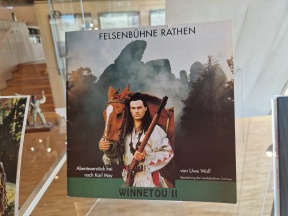 FELSENBÜHNE RATHEN
Abenteuerstück frei
nach Karl May
von Uwe Wolf
WINNETOU II